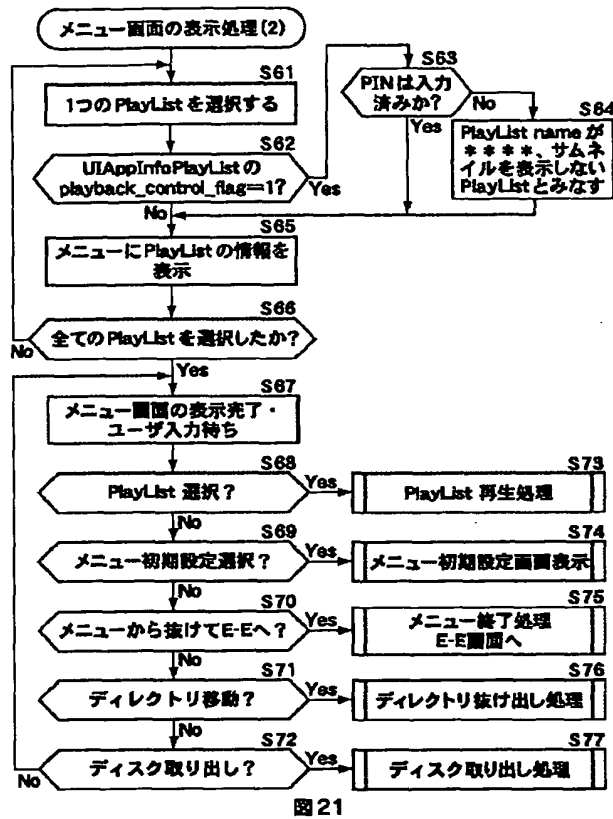 メニュー画面の表示処理(2)
S61
1つのPlayListを選択する
S62
UIAppInfoPlayListの
playback_control_flag==1?
Yes
No
S63
PINは入力
済みか?
No
Yes
S64
PlayList nameが
＊＊＊＊、サムネ
イルを表示しない
PlayListとみなす
S65
メニューにPlayListの情報を
表示
S66
全てのPlayListを選択したか?
No
Yes
S67
メニュー画面の表示完了・
ユーザ入力待ち
S68
PlayList 選択?
Yes
No
S73
PlayList 再生処理
S69
メニュー初期設定選択?
Yes
No
S74
メニュー初期設定画面表示
S70
メニューから抜けてE-Eへ?
Yes
No
S75
メニュー終了処理
E-E画面へ
S71
ディレクトリ移動?
Yes
No
S76
ディレクトリ抜け出し処理
S72
ディスク取り出し?
Yes
No
S77
ディスク取り出し処理
図21